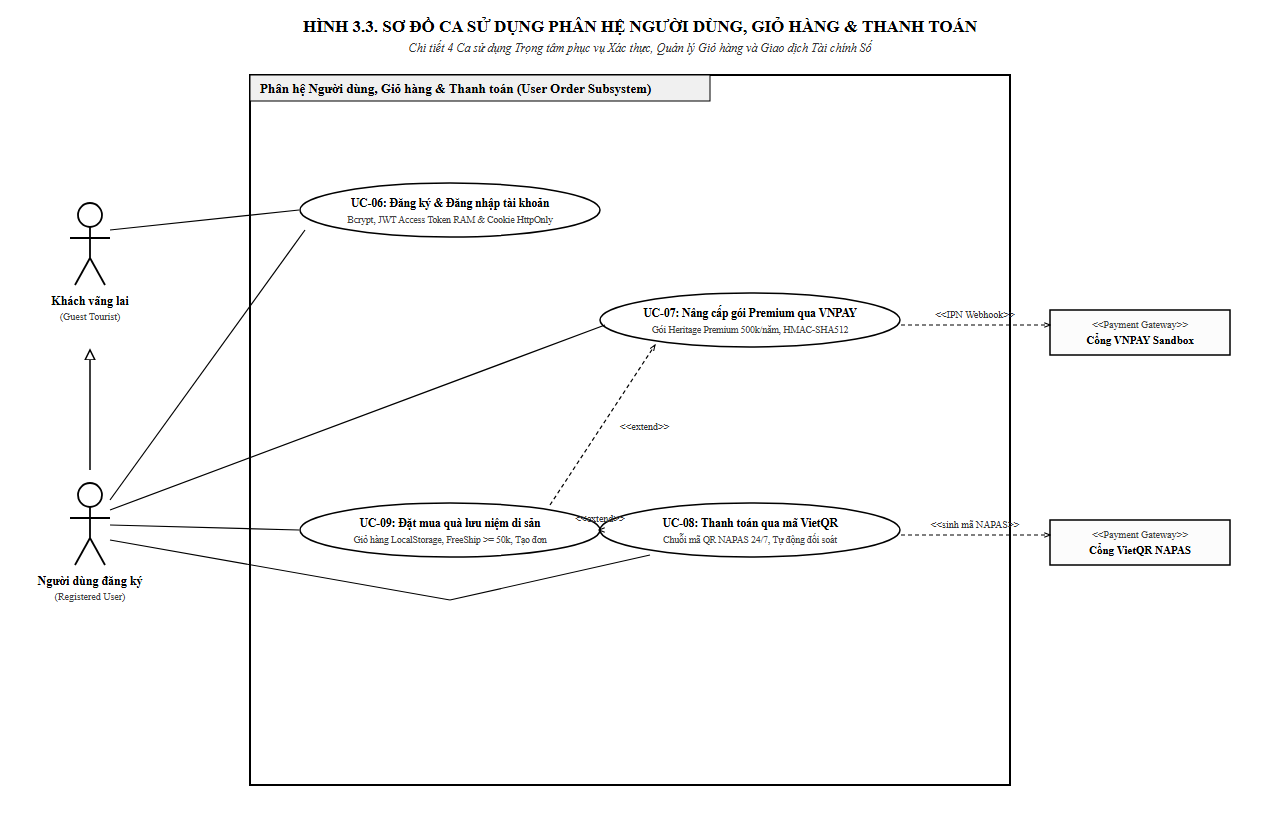 HÌNH 3.3. SƠ ĐỒ CA SỬ DỤNG PHÂN HỆ NGƯỜI DÙNG, GIỎ HÀNG & THANH TOÁN
Chi tiết 4 Ca sử dụng Trọng tâm phục vụ Xác thực, Quản lý Giỏ hàng và Giao dịch Tài chính Số
Phân hệ Người dùng, Giỏ hàng & Thanh toán (User Order Subsystem)
UC-06: Đăng ký & Đăng nhập tài khoản
Bcrypt, JWT Access Token RAM & Cookie HttpOnly
Khách vãng lai
(Guest Tourist)
UC-07: Nâng cấp gói Premium qua VNPAY
Gói Heritage Premium 500k/năm, HMAC-SHA512
<<IPN Webhook>>
<<Payment Gateway>>
Cổng VNPAY Sandbox
<<extend>>
Người dùng đăng ký
(Registered User)
UC-09: Đặt mua quà lưu niệm di sản
Giỏ hàng LocalStorage, FreeShip >= 50k, Tạo đơn
<<extend>>
UC-08: Thanh toán qua mã VietQR
Chuỗi mã QR NAPAS 24/7, Tự động đối soát
<<sinh mã NAPAS>>
<<Payment Gateway>>
Cổng VietQR NAPAS